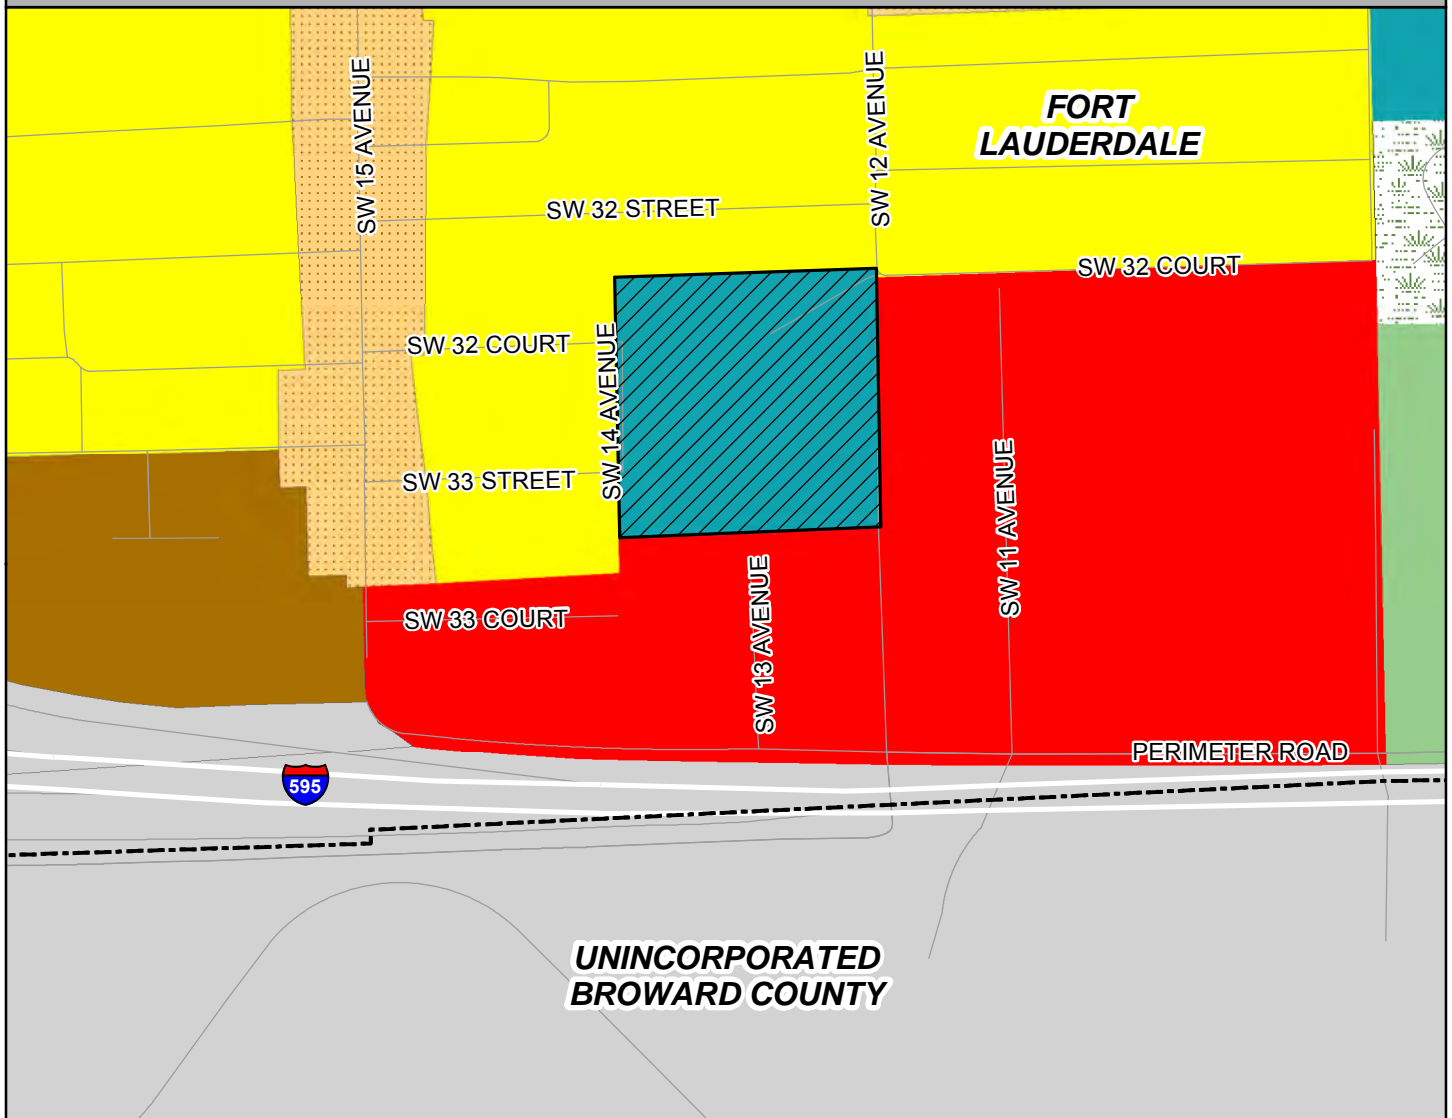 SW 15 AVENUE
SW 12 AVENUE
FORT
LAUDERDALE
SW 32 STREET
SW 32 COURT
SW 32 COURT
SW 14 AVENUE
SW 33 STREET
SW 11 AVENUE
SW 13 AVENUE
SW 33 COURT
PERIMETER ROAD
595
UNINCORPORATED
BROWARD COUNTY